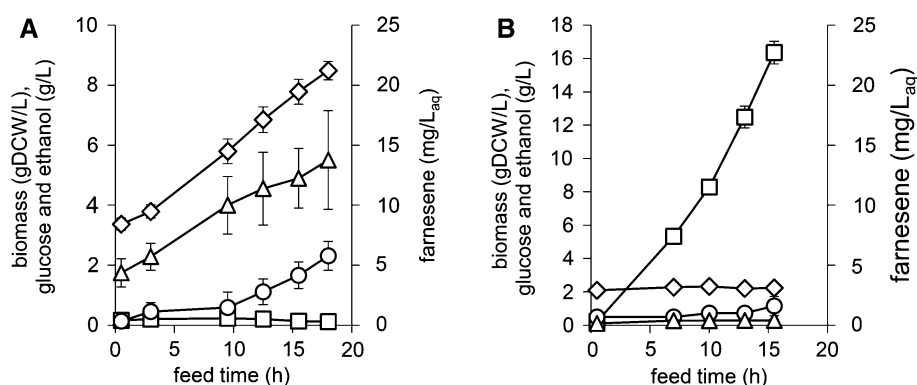 A
10
8
6
4
2
0
biomass (gDCW/L),
glucose and ethanol (g/L)
25
20
15
10
5
0
farnesene (mg/Laq)
0 5 10 15 20
feed time (h)
B
18
16
14
12
10
8
6
4
2
0
biomass (gDCW/L),
glucose and ethanol (g/L)
25
20
15
10
5
0
farnesene (mg/Laq)
0 5 10 15 20
feed time (h)